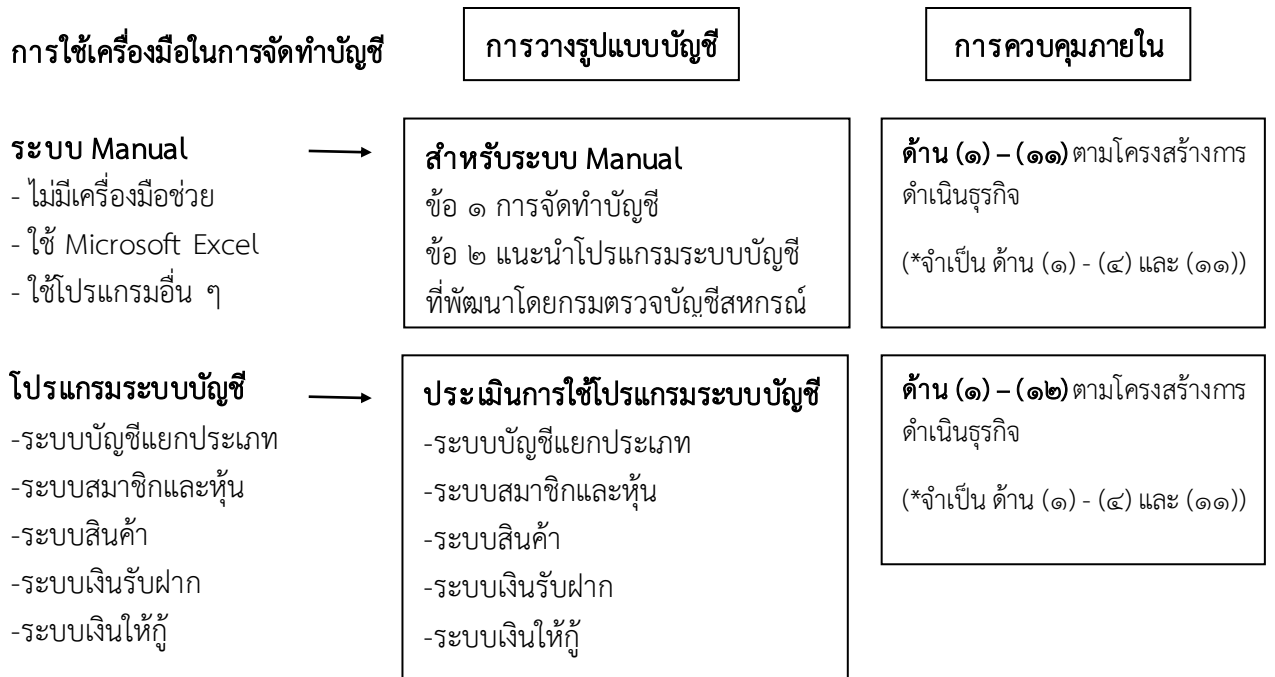 การใช้เครื่องมือในการจัดทำบัญชี
การวางรูปแบบบัญชี
การควบคุมภายใน
ระบบ Manual
- ไม่มีเครื่องมือช่วย
- ใช้ Microsoft Excel
- ใช้โปรแกรมอื่น ๆ
สำหรับระบบ Manual
ข้อ ๑ การจัดทำบัญชี
ข้อ ๒ แนะนำโปรแกรมระบบบัญชี
ที่พัฒนาโดยกรมตรวจบัญชีสหกรณ์
ด้าน (๑) – (๑๑) ตามโครงสร้างการ
ดำเนินธุรกิจ
(*จำเป็น ด้าน (๑) - (๔) และ (๑๑))
โปรแกรมระบบบัญชี
-ระบบบัญชีแยกประเภท
-ระบบสมาชิกและหุ้น
-ระบบสินค้า
-ระบบเงินรับฝาก
-ระบบเงินให้กู้
ประเมินการใช้โปรแกรมระบบบัญชี
-ระบบบัญชีแยกประเภท
-ระบบสมาชิกและหุ้น
-ระบบสินค้า
-ระบบเงินรับฝาก
-ระบบเงินให้กู้
ด้าน (๑) – (๑๒) ตามโครงสร้างการ
ดำเนินธุรกิจ
(*จำเป็น ด้าน (๑) - (๔) และ (๑๑))